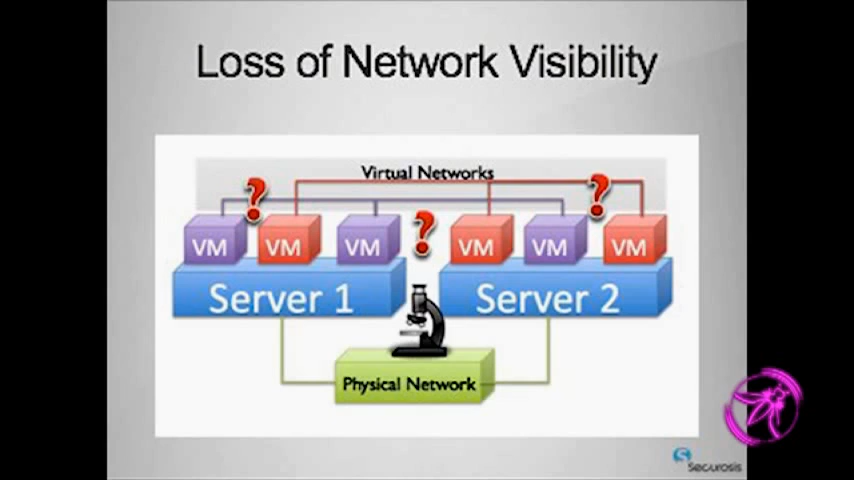 Loss of Network Visibility
Virtual Networks
? ? ?
VM VM VM VM VM VM
Server 1 Server 2
Physical Network
Securosis